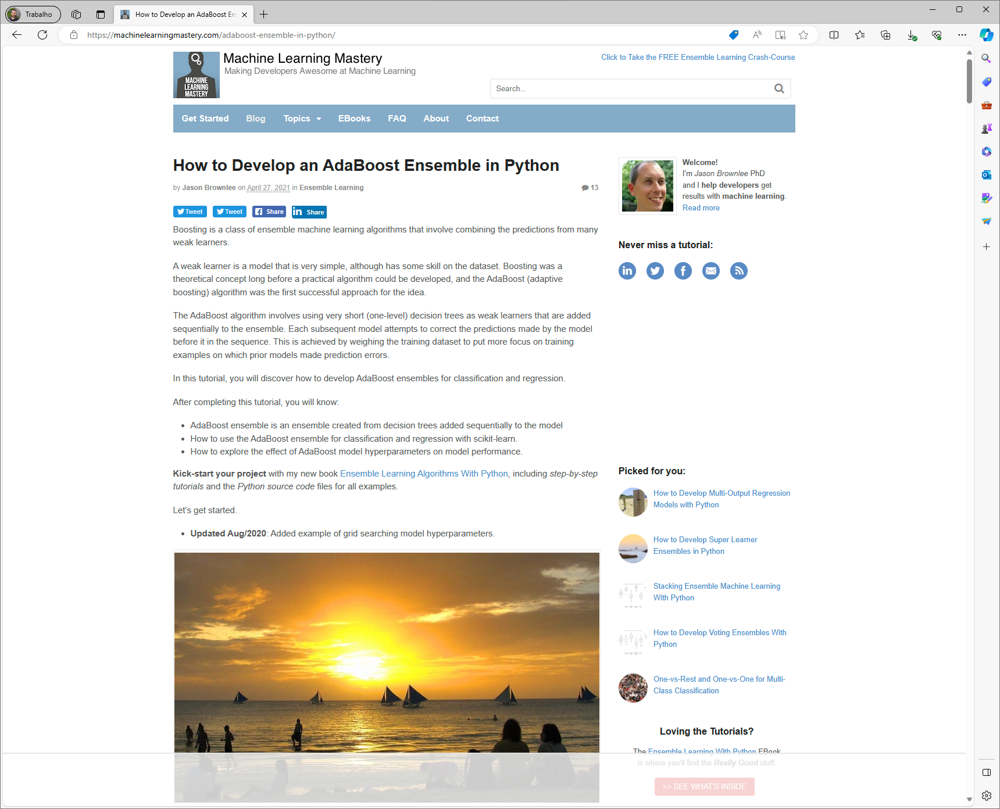 Trabalho
How to Develop an AdaBoost En
https://machinelearningmastery.com/adaboost-ensemble-in-python/
MACHINE
LEARNING
MASTERY
Machine Learning Mastery
Making Developers Awesome at Machine Learning
Click to Take the FREE Ensemble Learning Crash-Course
Search...
Get Started Blog Topics EBooks FAQ About Contact
How to Develop an AdaBoost Ensemble in Python
by Jason Brownlee on April 27, 2021 in Ensemble Learning 13
Tweet Tweet Share Share
Boosting is a class of ensemble machine learning algorithms that involve combining the predictions from many
weak learners.
A weak learner is a model that is very simple, although has some skill on the dataset. Boosting was a
theoretical concept long before a practical algorithm could be developed, and the AdaBoost (adaptive
boosting) algorithm was the first successful approach for the idea.
The AdaBoost algorithm involves using very short (one-level) decision trees as weak learners that are added
sequentially to the ensemble. Each subsequent model attempts to correct the predictions made by the model
before it in the sequence. This is achieved by weighing the training dataset to put more focus on training
examples on which prior models made prediction errors.
In this tutorial, you will discover how to develop AdaBoost ensembles for classification and regression.
After completing this tutorial, you will know:
• AdaBoost ensemble is an ensemble created from decision trees added sequentially to the model
• How to use the AdaBoost ensemble for classification and regression with scikit-learn.
• How to explore the effect of AdaBoost model hyperparameters on model performance.
Kick-start your project with my new book Ensemble Learning Algorithms With Python, including step-by-step
tutorials and the Python source code files for all examples.
Let's get started.
• Updated Aug/2020: Added example of grid searching model hyperparameters.
Welcome!
I'm Jason Brownlee PhD
and I help developers get
results with machine learning.
Read more
Never miss a tutorial:
Picked for you:
How to Develop Multi-Output Regression
Models with Python
How to Develop Super Learner
Ensembles in Python
Stacking Ensemble Machine Learning
With Python
How to Develop Voting Ensembles With
Python
One-vs-Rest and One-vs-One for Multi-
Class Classification
Loving the Tutorials?
The Ensemble Learning With Python EBook
is where you'll find the Really Good stuff.
>> SEE WHAT'S INSIDE